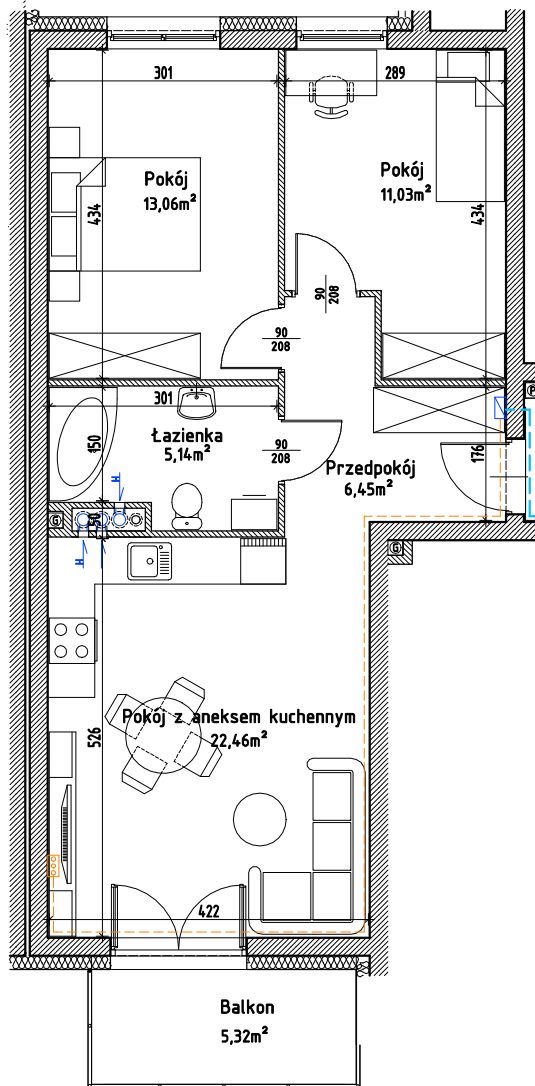 301
289
Pokój
13,06m²
Pokój
11,03m²
434
434
90
208
90
208
301
Łazienka
5,14m²
150
90
208
Przedpokój
6,45m²
176
P
H
G
50
H
G
Pokój z aneksem kuchennym
22,46m²
526
422
Balkon
5,32m²